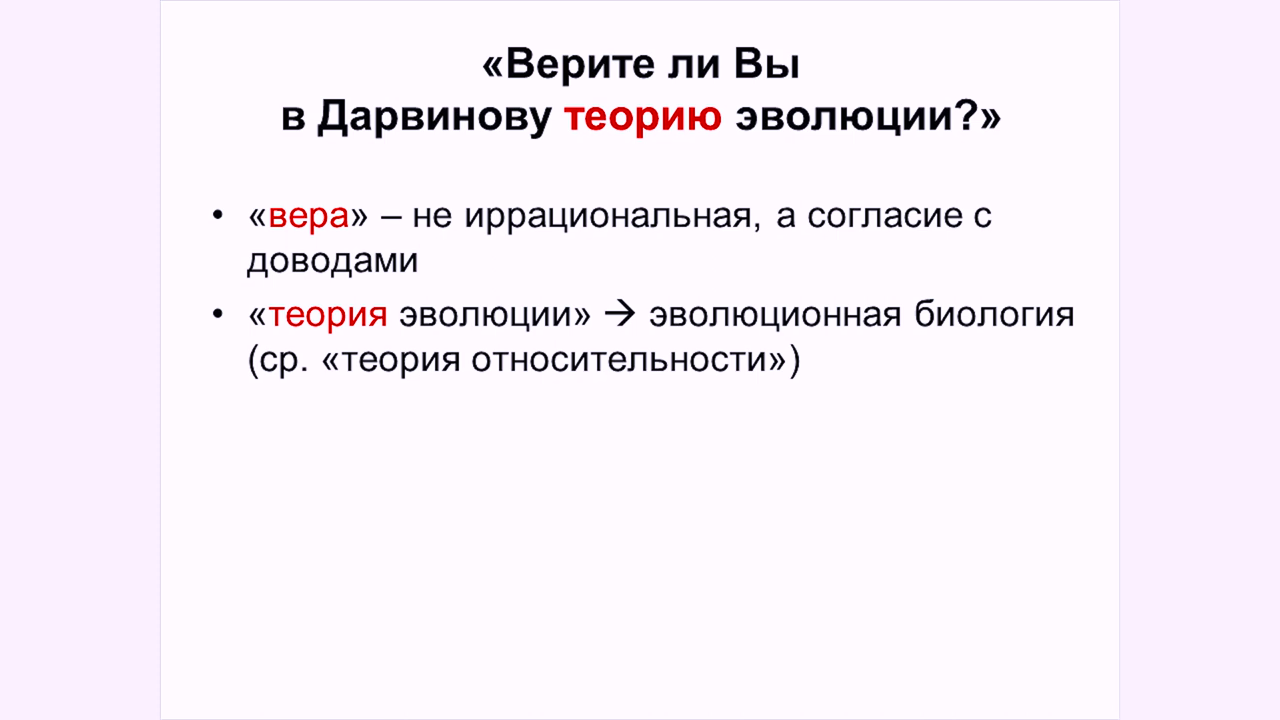 «Верите ли Вы
в Дарвинову теорию эволюции?»
• «вера» – не иррациональная, а согласие с
доводами
• «теория эволюции» → эволюционная биология
(ср. «теория относительности»)